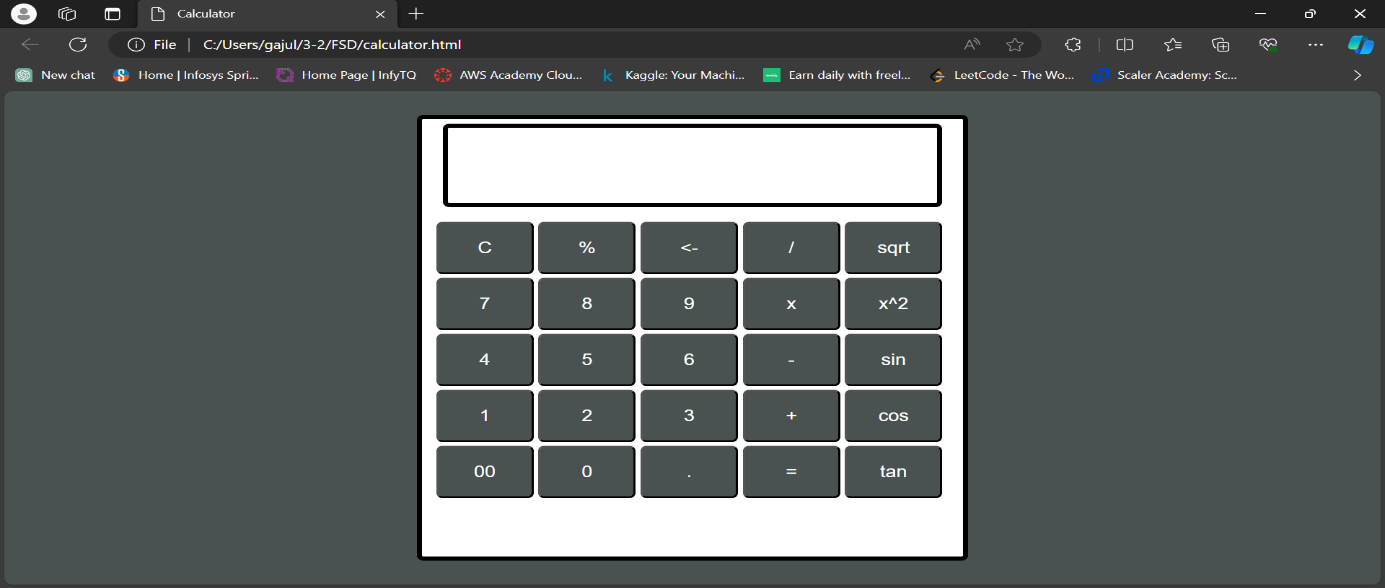 Calculator
File | C:/Users/gajul/3-2/FSD/calculator.html
New chat Home | Infosys Spri... Home Page | InfyTQ AWS Academy Clou... Kaggle: Your Machi... Earn daily with freel... LeetCode - The Wo... Scaler Academy: Sc...
C % <- / sqrt
7 8 9 x x^2
4 5 6 - sin
1 2 3 + cos
00 0 . = tan